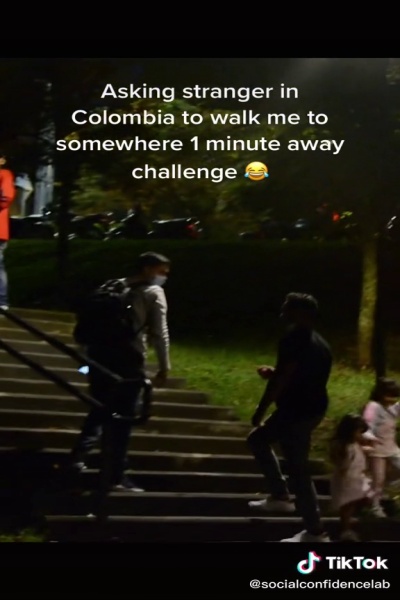 Asking stranger in
Colombia to walk me to
somewhere 1 minute away
challenge 😂
TikTok
@socialconfidencelab